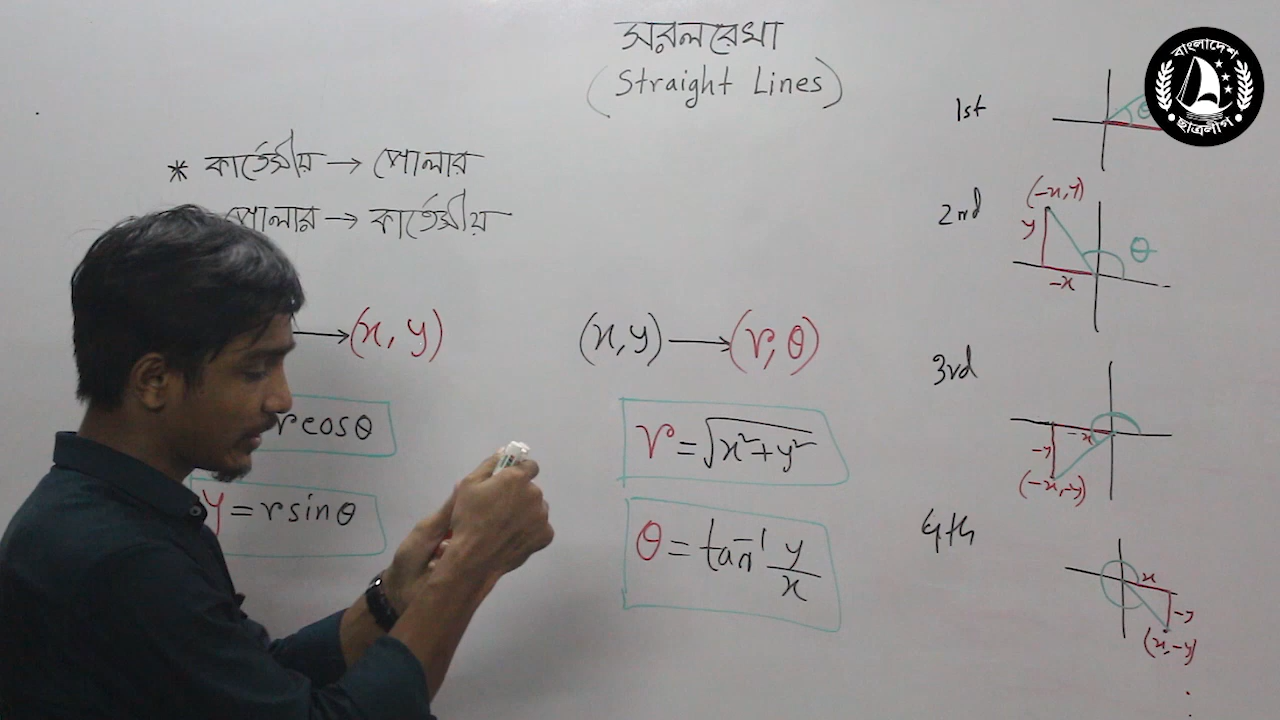 সরলরেখা
(Straight Lines)
* কার্তেসীয় → পোলার
পোলার → কার্তেসীয়
→ (x, y)
rcosθ
y = rsinθ
(x, y) → (r, θ)
r = √x²+y²
θ = tan⁻¹ y/x
1st
θ
2nd
(-x, y)
y
-x
θ
3rd
-x
-y
(-x, -y)
4th
x
-y
(x, -y)
বাংলাদেশ
ছাত্রলীগ